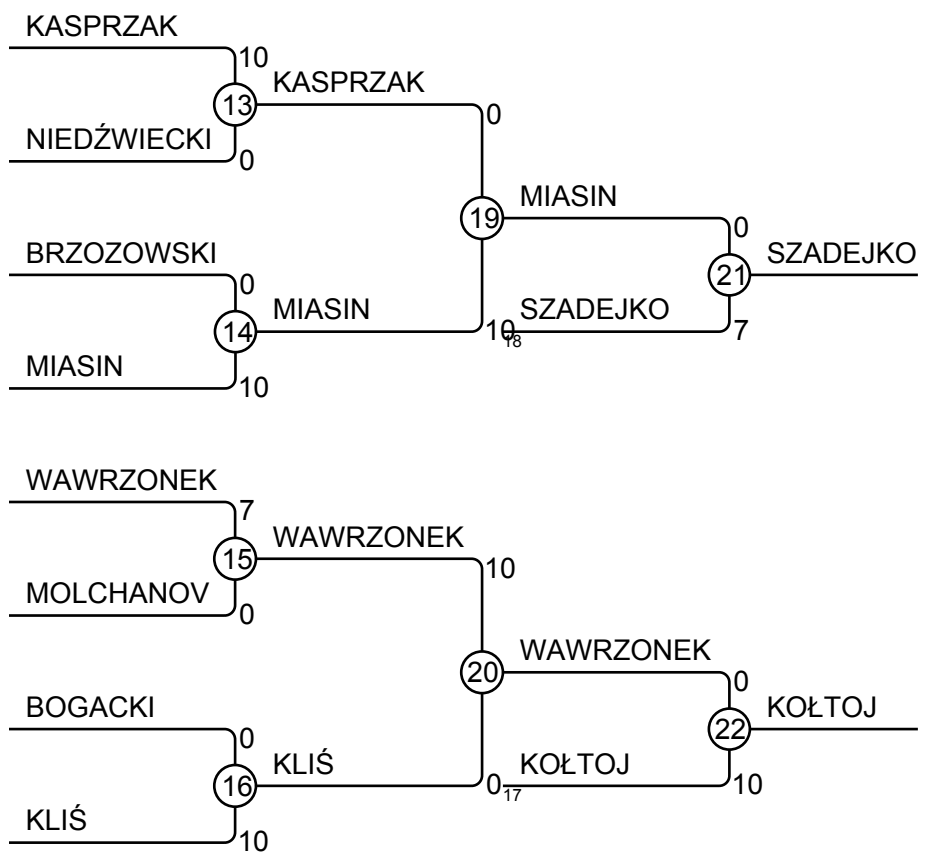 KASPRZAK
10
13 KASPRZAK
0
NIEDŹWIECKI
0
19 MIASIN
0
BRZOZOWSKI
0
21 SZADEJKO
14 MIASIN
10
18 SZADEJKO
7
MIASIN
10
WAWRZONEK
7
15 WAWRZONEK
10
MOLCHANOV
0
20 WAWRZONEK
0
BOGACKI
0
22 KOŁTOJ
16 KLIŚ
0
17 KOŁTOJ
10
KLIŚ
10